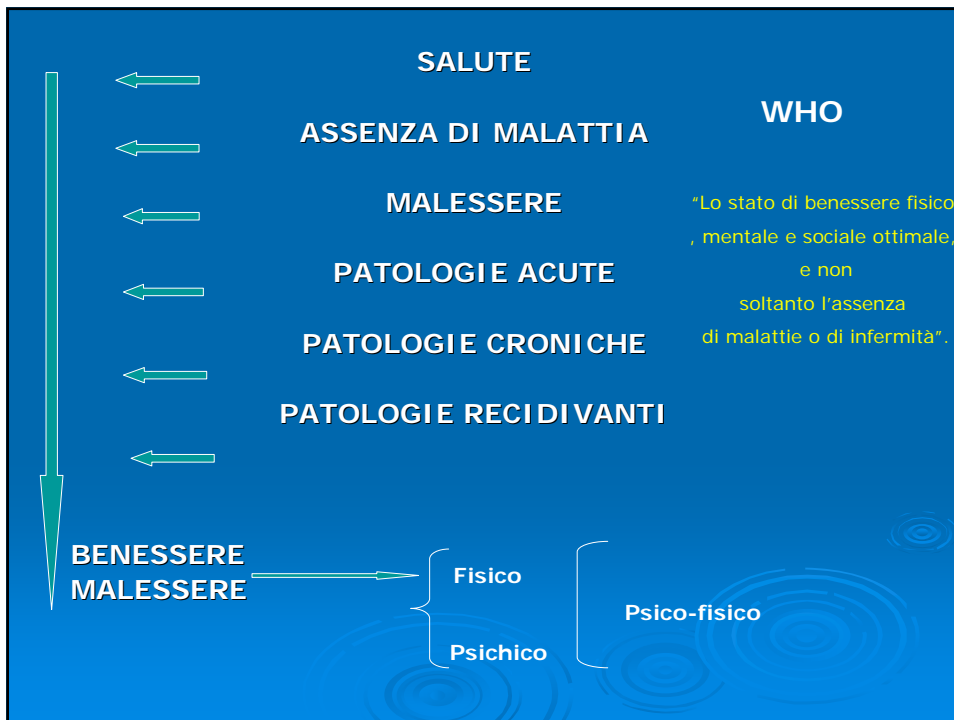 SALUTE
ASSENZA DI MALATTIA
MALESSERE
PATOLOGIE ACUTE
PATOLOGIE CRONICHE
PATOLOGIE RECIDIVANTI
WHO
“Lo stato di benessere fisico
, mentale e sociale ottimale,
e non
soltanto l’assenza
di malattie o di infermità”.
BENESSERE
MALESSERE
Fisico
Psichico
Psico-fisico